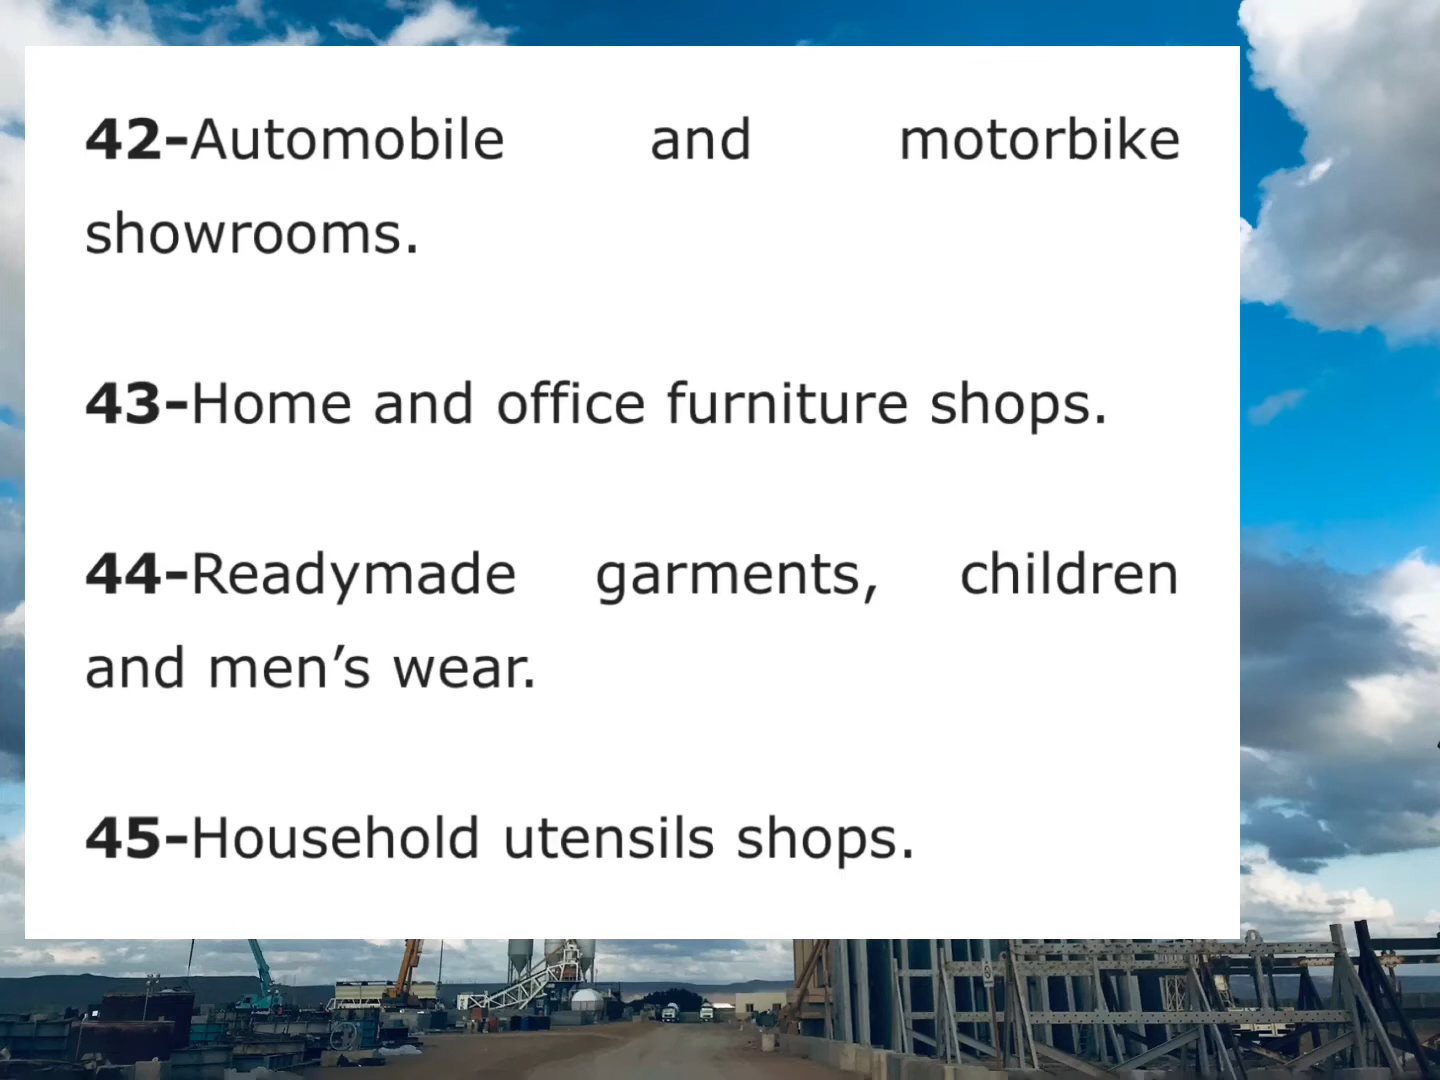 42-Automobile and motorbike
showrooms.
43-Home and office furniture shops.
44-Readymade garments, children
and men’s wear.
45-Household utensils shops.